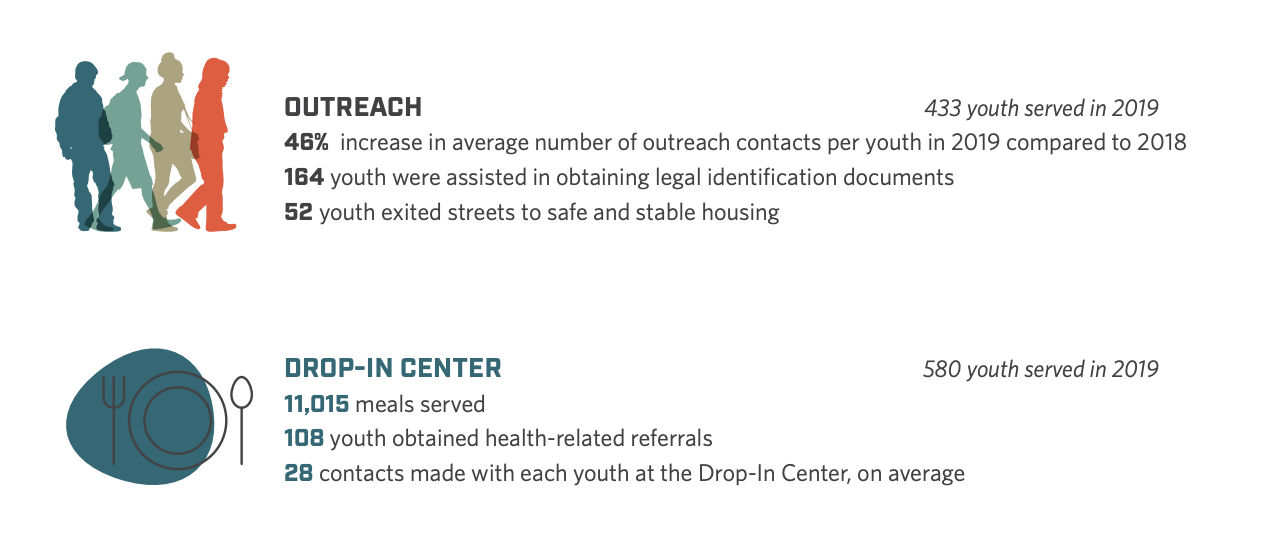 OUTREACH 433 youth served in 2019
46% increase in average number of outreach contacts per youth in 2019 compared to 2018
164 youth were assisted in obtaining legal identification documents
52 youth exited streets to safe and stable housing
DROP-IN CENTER 580 youth served in 2019
11,015 meals served
108 youth obtained health-related referrals
28 contacts made with each youth at the Drop-In Center, on average